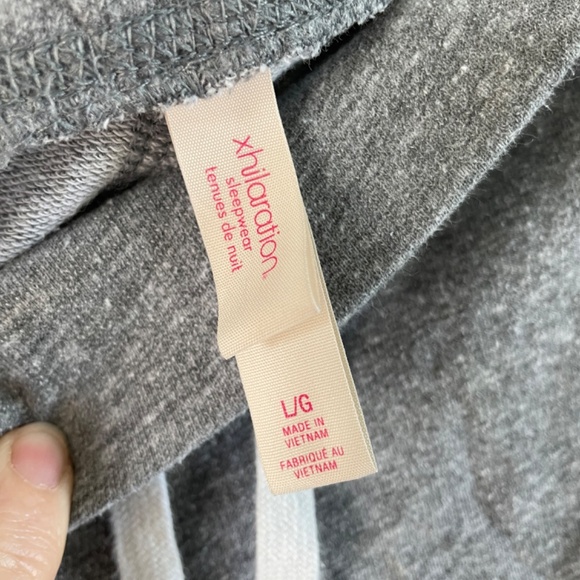 xhilaration.
sleepwear
tenues de nuit
L/G
MADE IN
VIETNAM
FABRIQUÉ AU
VIETNAM